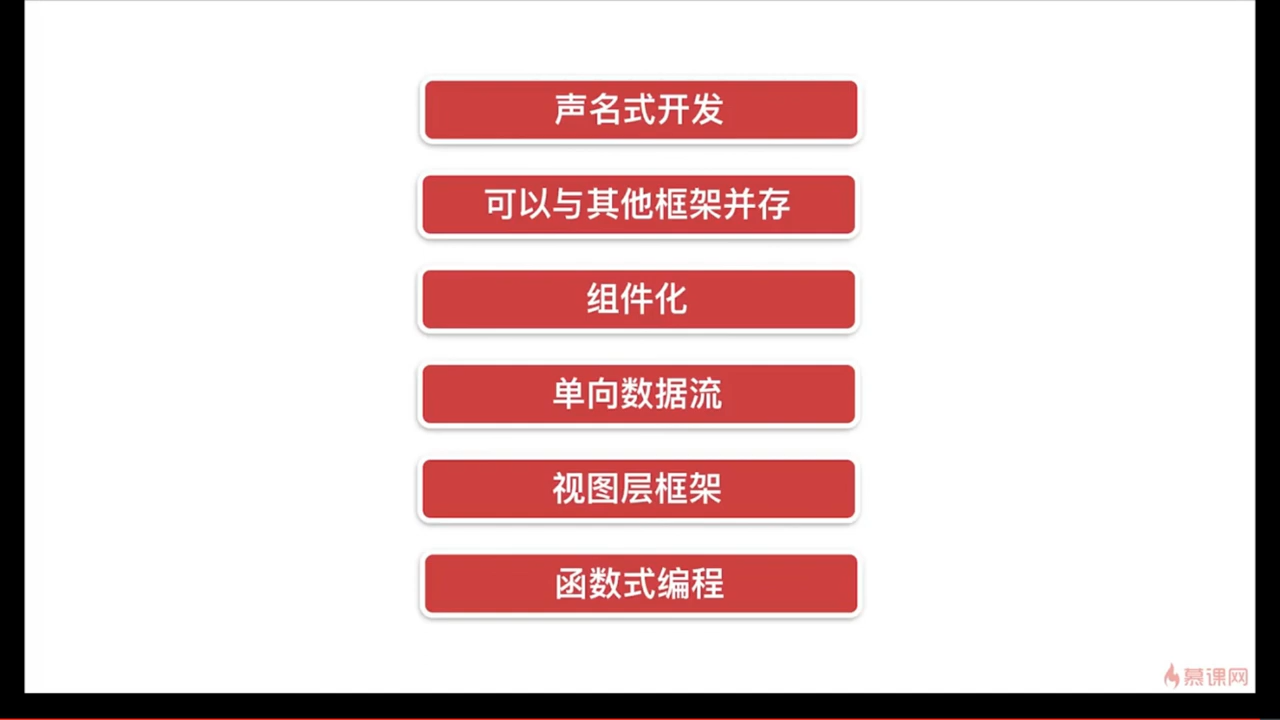 声名式开发
可以与其他框架并存
组件化
单向数据流
视图层框架
函数式编程
慕课网